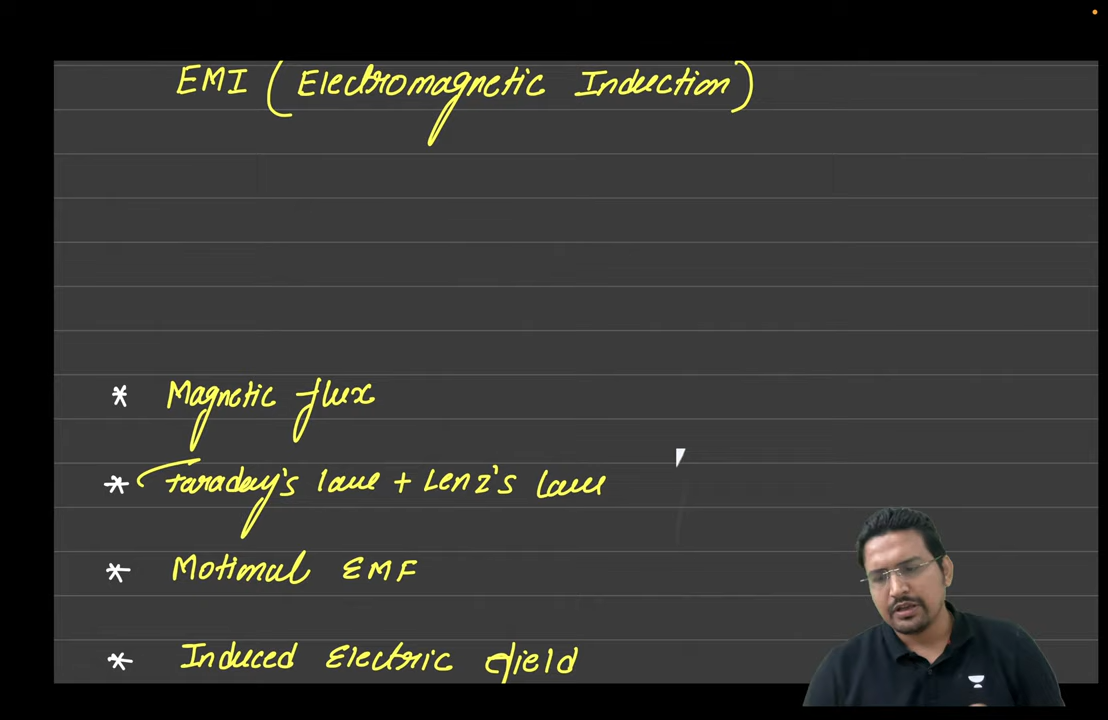 EMI (Electromagnetic Induction)
* Magnetic flux
* Faraday's law + Lenz's law
* Motional EMF
* Induced Electric field